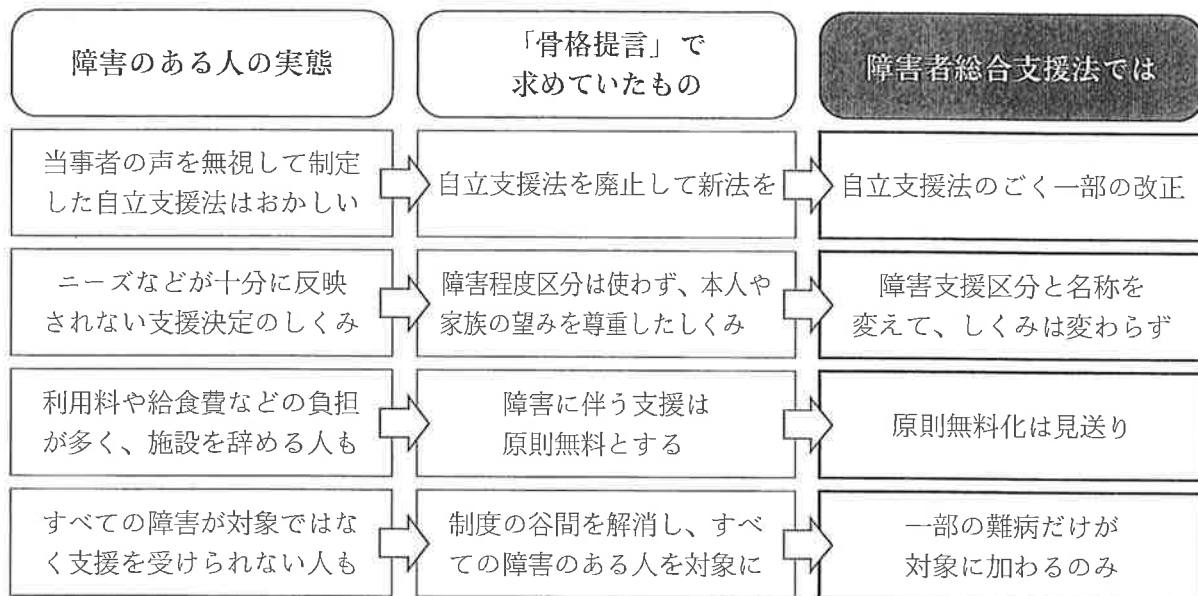 障害のある人の実態
「骨格提言」で
求めていたもの
障害者総合支援法では
当事者の声を無視して制定
した自立支援法はおかしい
自立支援法を廃止して新法を
自立支援法のごく一部の改正
ニーズなどが十分に反映
されない支援決定のしくみ
障害程度区分は使わず、本人や
家族の望みを尊重したしくみ
障害支援区分と名称を
変えて、しくみは変わらず
利用料や給食費などの負担
が多く、施設を辞める人も
障害に伴う支援は
原則無料とする
原則無料化は見送り
すべての障害が対象ではな
く支援を受けられない人も
制度の谷間を解消し、すべ
ての障害のある人を対象に
一部の難病だけが
対象に加わるのみ